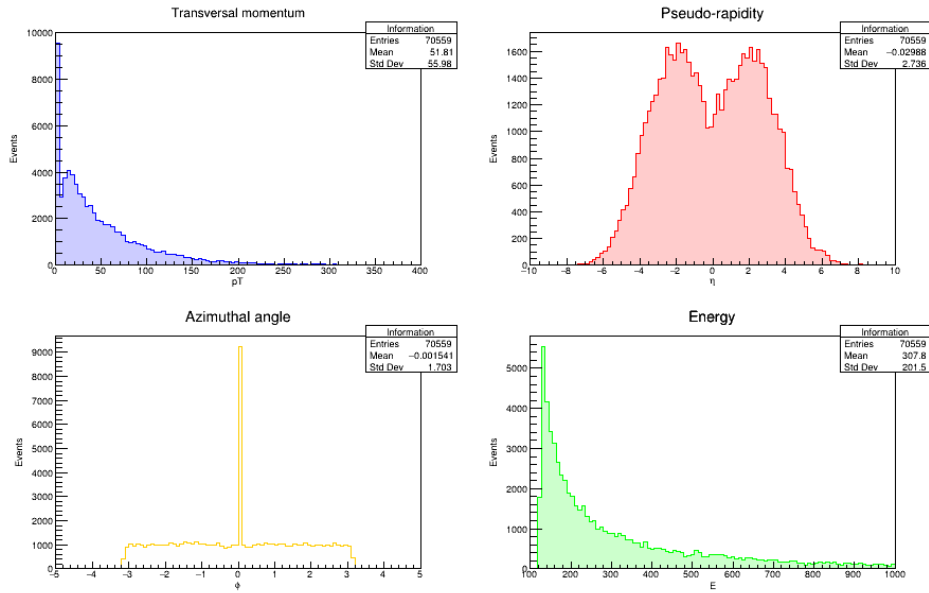 Transversal momentum
Information
Entries 70559
Mean 51.81
Std Dev 55.98
Events
10000
8000
6000
4000
2000
0
0 50 100 150 200 250 300 350 400
pT
Pseudo-rapidity
Information
Entries 70559
Mean −0.02988
Std Dev 2.736
Events
1600
1400
1200
1000
800
600
400
200
0
−10 −8 −6 −4 −2 0 2 4 6 8 10
η
Azimuthal angle
Information
Entries 70559
Mean −0.001541
Std Dev 1.703
Events
9000
8000
7000
6000
5000
4000
3000
2000
1000
0
−5 −4 −3 −2 −1 0 1 2 3 4 5
ϕ
Energy
Information
Entries 70559
Mean 307.8
Std Dev 201.5
Events
5000
4000
3000
2000
1000
0
100 200 300 400 500 600 700 800 900 1000
E